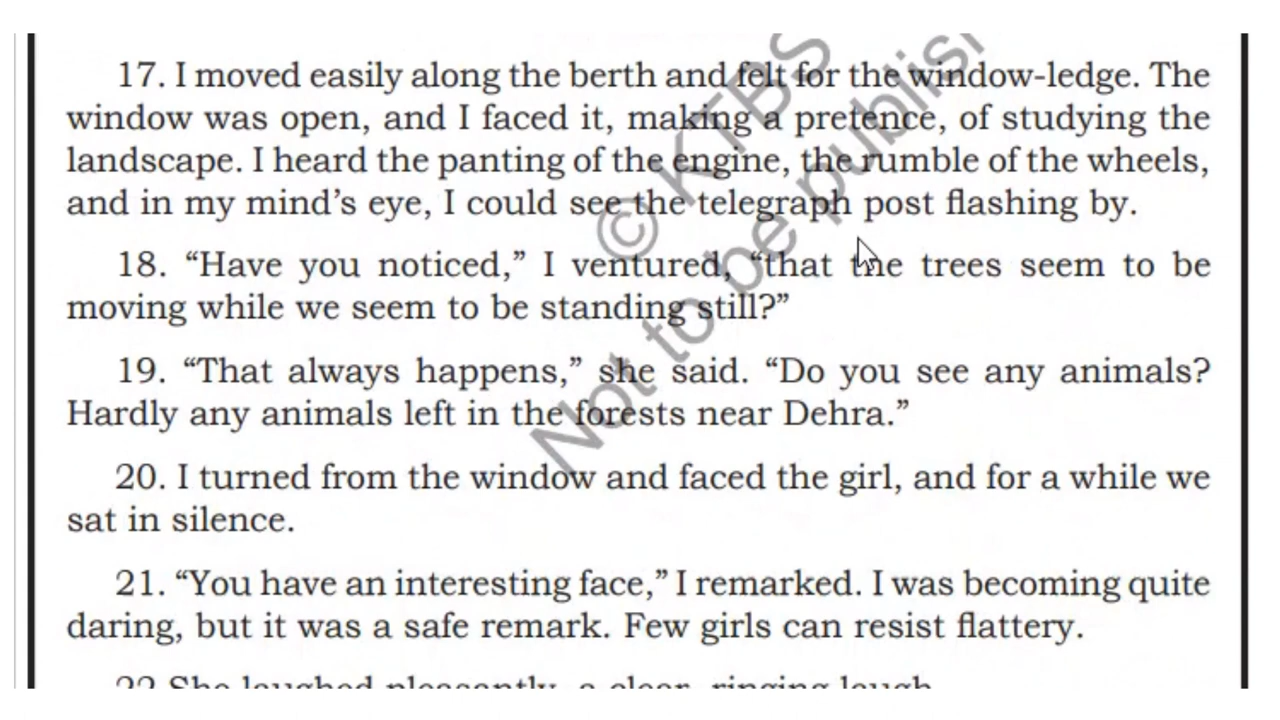 17. I moved easily along the berth and felt for the window-ledge. The
window was open, and I faced it, making a pretence, of studying the
landscape. I heard the panting of the engine, the rumble of the wheels,
and in my mind’s eye, I could see the telegraph post flashing by.
18. “Have you noticed,” I ventured, “that the trees seem to be
moving while we seem to be standing still?”
19. “That always happens,” she said. “Do you see any animals?
Hardly any animals left in the forests near Dehra.”
20. I turned from the window and faced the girl, and for a while we
sat in silence.
21. “You have an interesting face,” I remarked. I was becoming quite
daring, but it was a safe remark. Few girls can resist flattery.
22 She laughed pleasantly, a clear, ringing laugh
© KTBS
Not to be publis